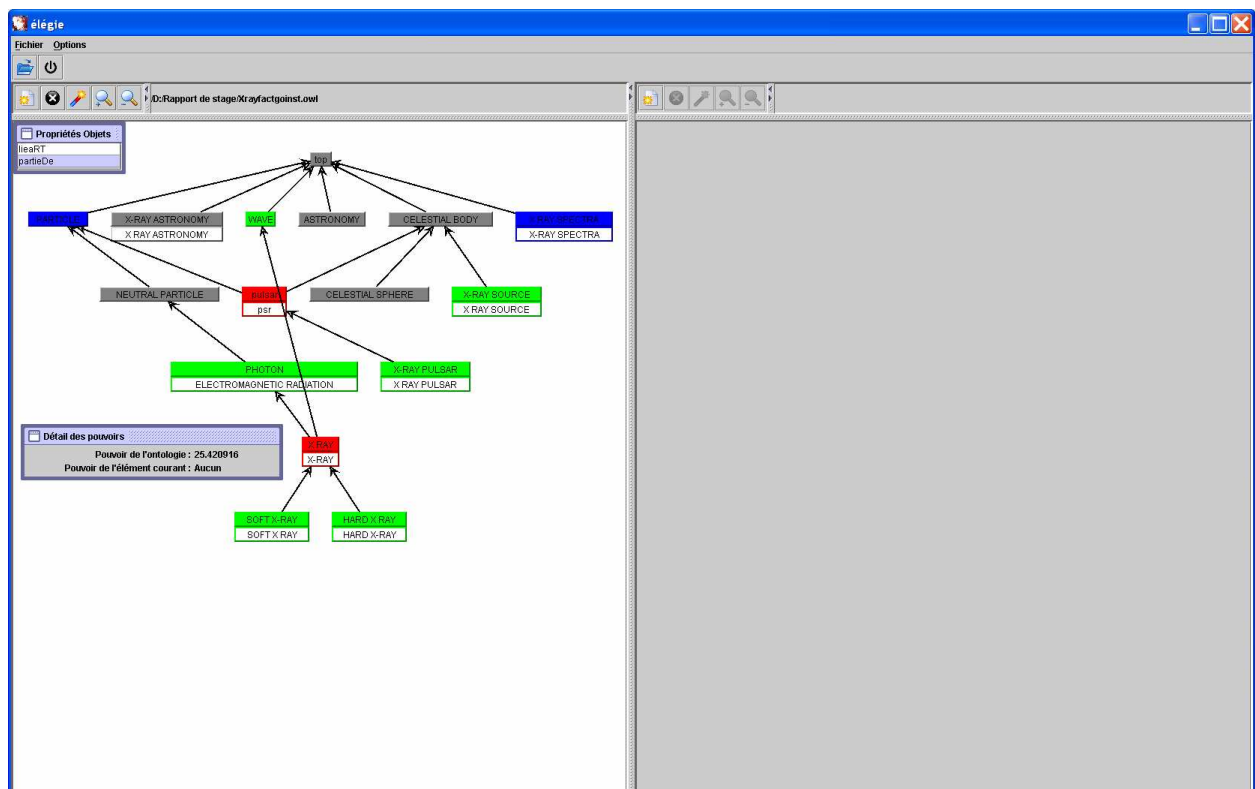 élégie
Fichier Options
/D:/Rapport de stage/Xrayfactgoinst.owl
Propriétés Objets
lieaRT
partieDe
top
PARTICLE
X-RAY ASTRONOMY
X RAY ASTRONOMY
WAVE
ASTRONOMY
CELESTIAL BODY
X RAY SPECTRA
X-RAY SPECTRA
NEUTRAL PARTICLE
pulsar
psr
CELESTIAL SPHERE
X-RAY SOURCE
X RAY SOURCE
PHOTON
ELECTROMAGNETIC RADIATION
X-RAY PULSAR
X RAY PULSAR
Détail des pouvoirs
Pouvoir de l'ontologie : 25.420916
Pouvoir de l'élément courant : Aucun
X RAY
X-RAY
SOFT X-RAY
SOFT X RAY
HARD X RAY
HARD X-RAY